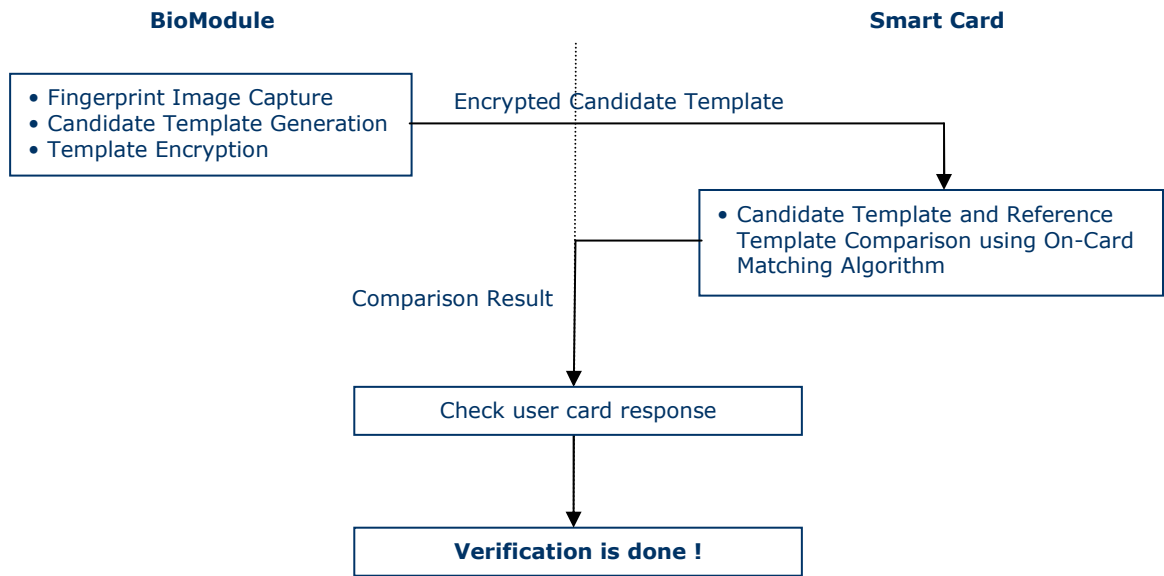 BioModule
Smart Card
• Fingerprint Image Capture
• Candidate Template Generation
• Template Encryption
Encrypted Candidate Template
• Candidate Template and Reference
Template Comparison using On-Card
Matching Algorithm
Comparison Result
Check user card response
Verification is done !